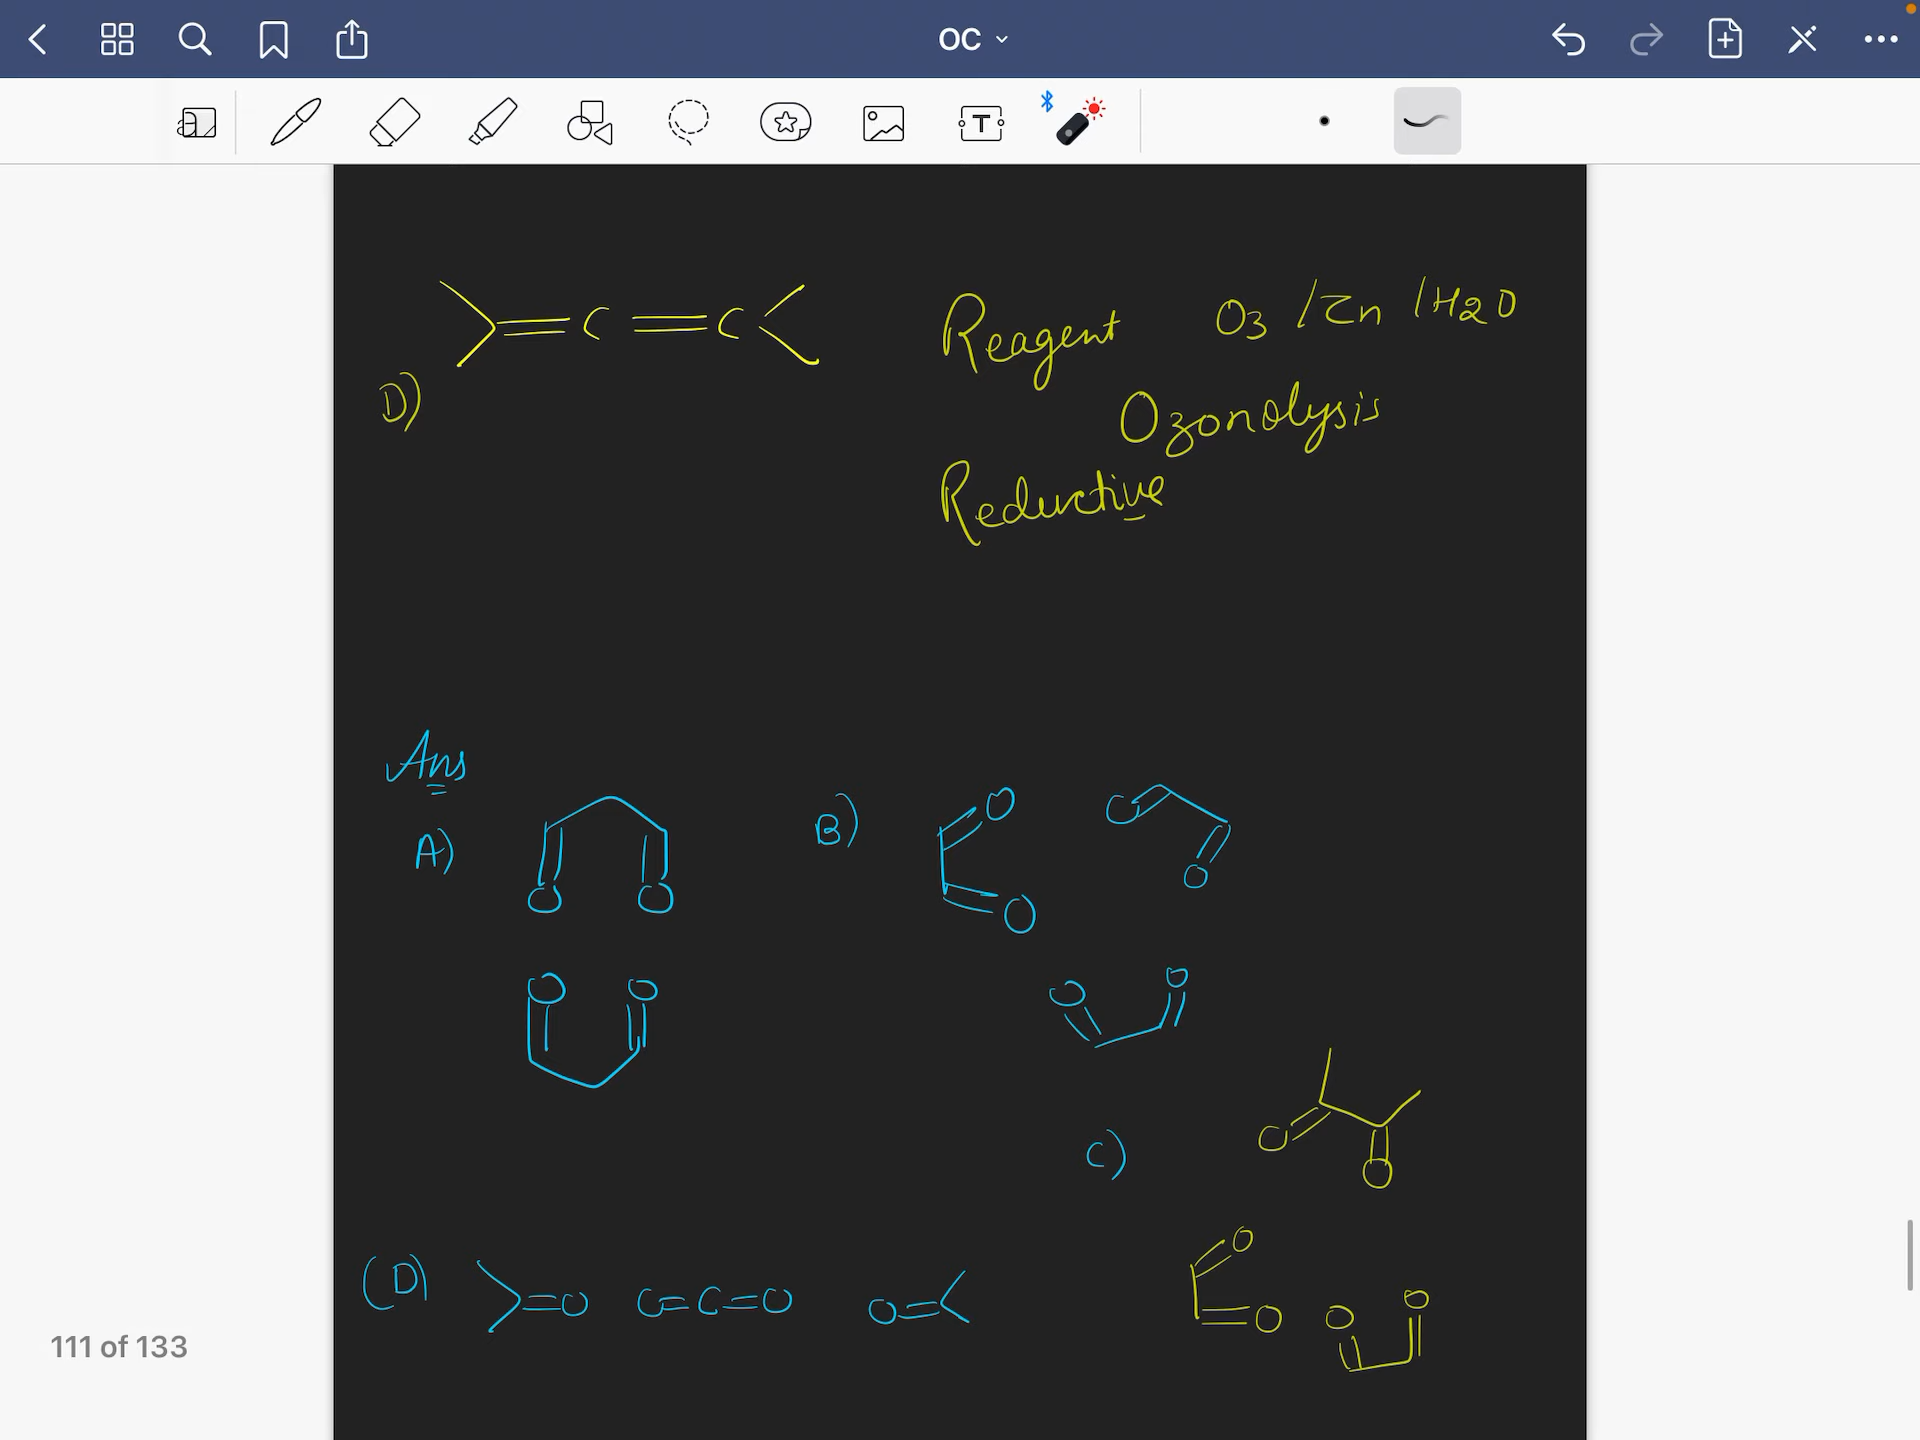 OC
T
C C
Reagent O3 /Zn /H2O
D)
Ozonolysis
Reductive
Ans
A) O O
B) O O O O
O O
O O
C) O O
(D) O O=C=O O
O O O O
111 of 133